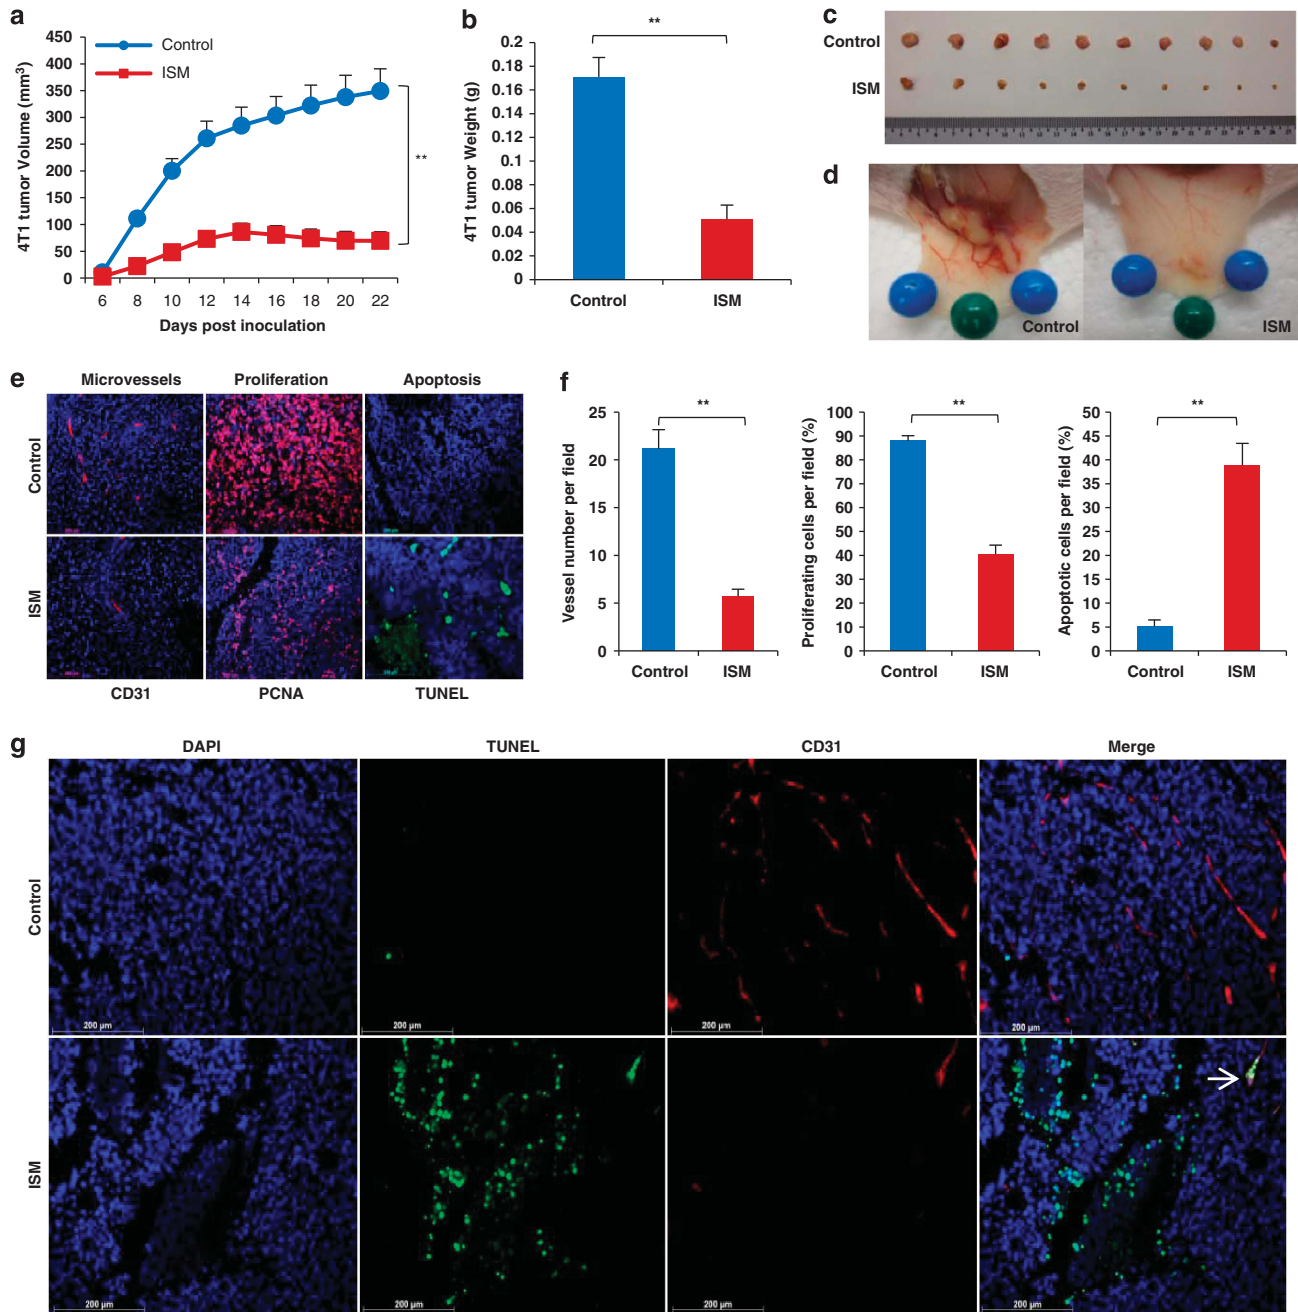 a
450
400
350
300
250
200
150
100
50
0
4T1 tumor Volume (mm³)
Control
ISM
**
6 8 10 12 14 16 18 20 22
Days post inoculation
b
**
0.2
0.18
0.16
0.14
0.12
0.1
0.08
0.06
0.04
0.02
0
4T1 tumor Weight (g)
Control ISM
c
Control
ISM
d
Control
ISM
e
Microvessels Proliferation Apoptosis
Control
ISM
CD31 PCNA TUNEL
f
**
25
20
15
10
5
0
Vessel number per field
Control ISM
**
100
90
80
70
60
50
40
30
20
10
0
Proliferating cells per field (%)
Control ISM
**
50
45
40
35
30
25
20
15
10
5
0
Apoptotic cells per field (%)
Control ISM
g
DAPI TUNEL CD31 Merge
Control
200 µm 200 µm 200 µm 200 µm
ISM
200 µm 200 µm 200 µm 200 µm